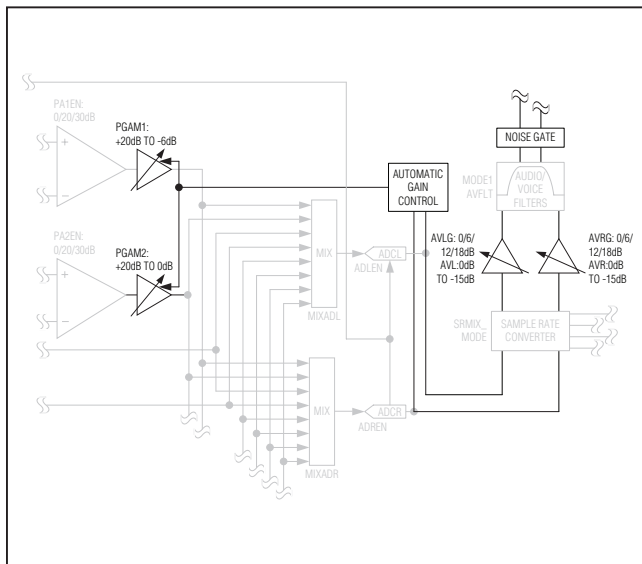 PA1EN:
0/20/30dB
PGAM1:
+20dB TO -6dB
+
−
PA2EN:
0/20/30dB
PGAM2:
+20dB TO 0dB
+
−
MIX
MIXADL
ADLEN
ADCL
MIX
MIXADR
ADREN
ADCR
AUTOMATIC
GAIN
CONTROL
NOISE GATE
MODE1
AVFLT
AUDIO/
VOICE
FILTERS
AVLG: 0/6/
12/18dB
AVL:0dB
TO -15dB
AVRG: 0/6/
12/18dB
AVR:0dB
TO -15dB
SRMIX_
MODE
SAMPLE RATE
CONVERTER